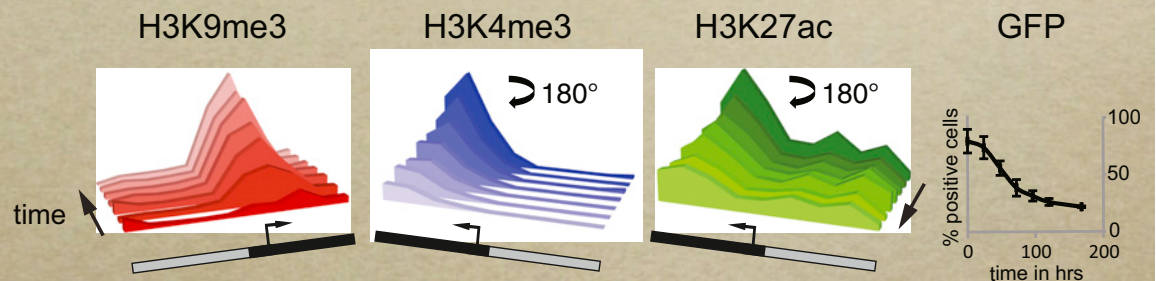 H3K9me3
H3K4me3
H3K27ac
GFP
180°
180°
time
% positive cells
100
50
0
0
100
200
time in hrs